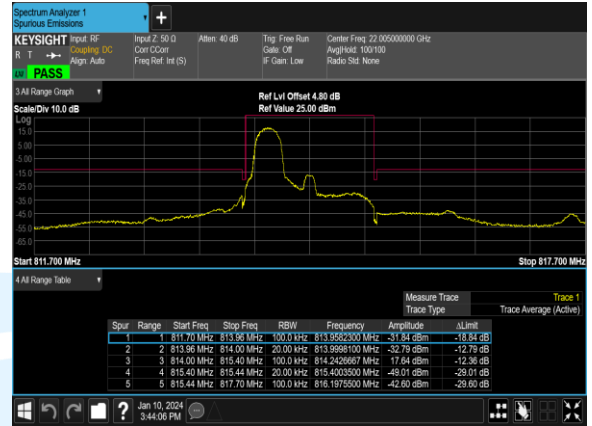 Spectrum Analyzer 1
Spurious Emissions
KEYSIGHT Input: RF Input Z: 50 Ω Atten: 40 dB Trig: Free Run Center Freq: 22.005000000 GHz
R T Coupling: DC Corr CCorr Gate: Off Avg|Hold: 100/100
Align: Auto Freq Ref: Int (S) IF Gain: Low Radio Std: None
LW PASS
3 All Range Graph
Ref Lvl Offset 4.80 dB
Scale/Div 10.0 dB Ref Value 25.00 dBm
Log
15.0
5.00
-5.00
-15.0
-25.0
-35.0
-45.0
-55.0
-65.0
Start 811.700 MHz Stop 817.700 MHz
4 All Range Table
Measure Trace Trace 1
Trace Type Trace Average (Active)
Spur Range Start Freq Stop Freq RBW Frequency Amplitude ΔLimit
1 1 811.70 MHz 813.96 MHz 100.0 kHz 813.9582300 MHz -31.84 dBm -18.84 dB
2 2 813.96 MHz 814.00 MHz 20.00 kHz 813.9998100 MHz -32.79 dBm -12.79 dB
3 3 814.00 MHz 815.40 MHz 100.0 kHz 814.2426667 MHz 17.64 dBm -12.36 dB
4 4 815.40 MHz 815.44 MHz 20.00 kHz 815.4003500 MHz -49.01 dBm -29.01 dB
5 5 815.44 MHz 817.70 MHz 100.0 kHz 816.1975500 MHz -42.60 dBm -29.60 dB
? Jan 10, 2024
3:44:06 PM